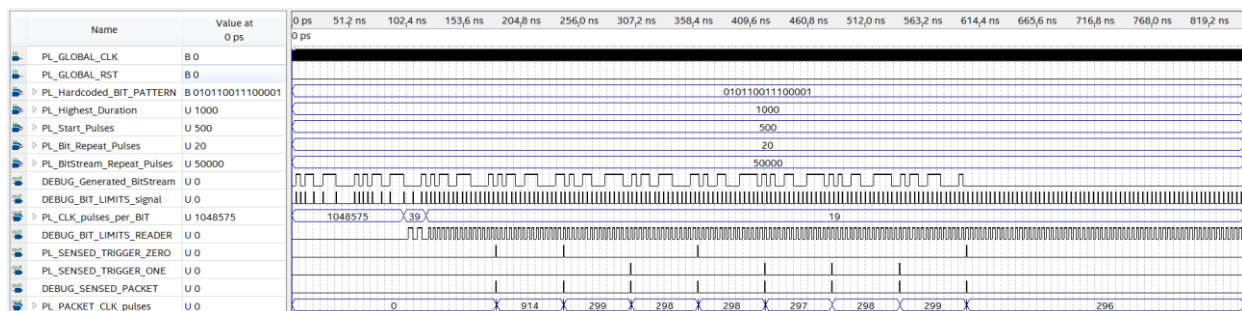 Name Value at 0 ps
0 ps 51,2 ns 102,4 ns 153,6 ns 204,8 ns 256,0 ns 307,2 ns 358,4 ns 409,6 ns 460,8 ns 512,0 ns 563,2 ns 614,4 ns 665,6 ns 716,8 ns 768,0 ns 819,2 ns
0 ps
PL_GLOBAL_CLK B 0
PL_GLOBAL_RST B 0
PL_Hardcoded_BIT_PATTERN B 010110011100001 010110011100001
PL_Highest_Duration U 1000 1000
PL_Start_Pulses U 500 500
PL_Bit_Repeat_Pulses U 20 20
PL_BitStream_Repeat_Pulses U 50000 50000
DEBUG_Generated_BitStream U 0
DEBUG_BIT_LIMITS_signal U 0
PL_CLK_pulses_per_BIT U 1048575 1048575 39 19
DEBUG_BIT_LIMITS_READER U 0
PL_SENSED_TRIGGER_ZERO U 0
PL_SENSED_TRIGGER_ONE U 0
DEBUG_SENSED_PACKET U 0
PL_PACKET_CLK_pulses U 0 0 914 299 298 298 297 298 299 296